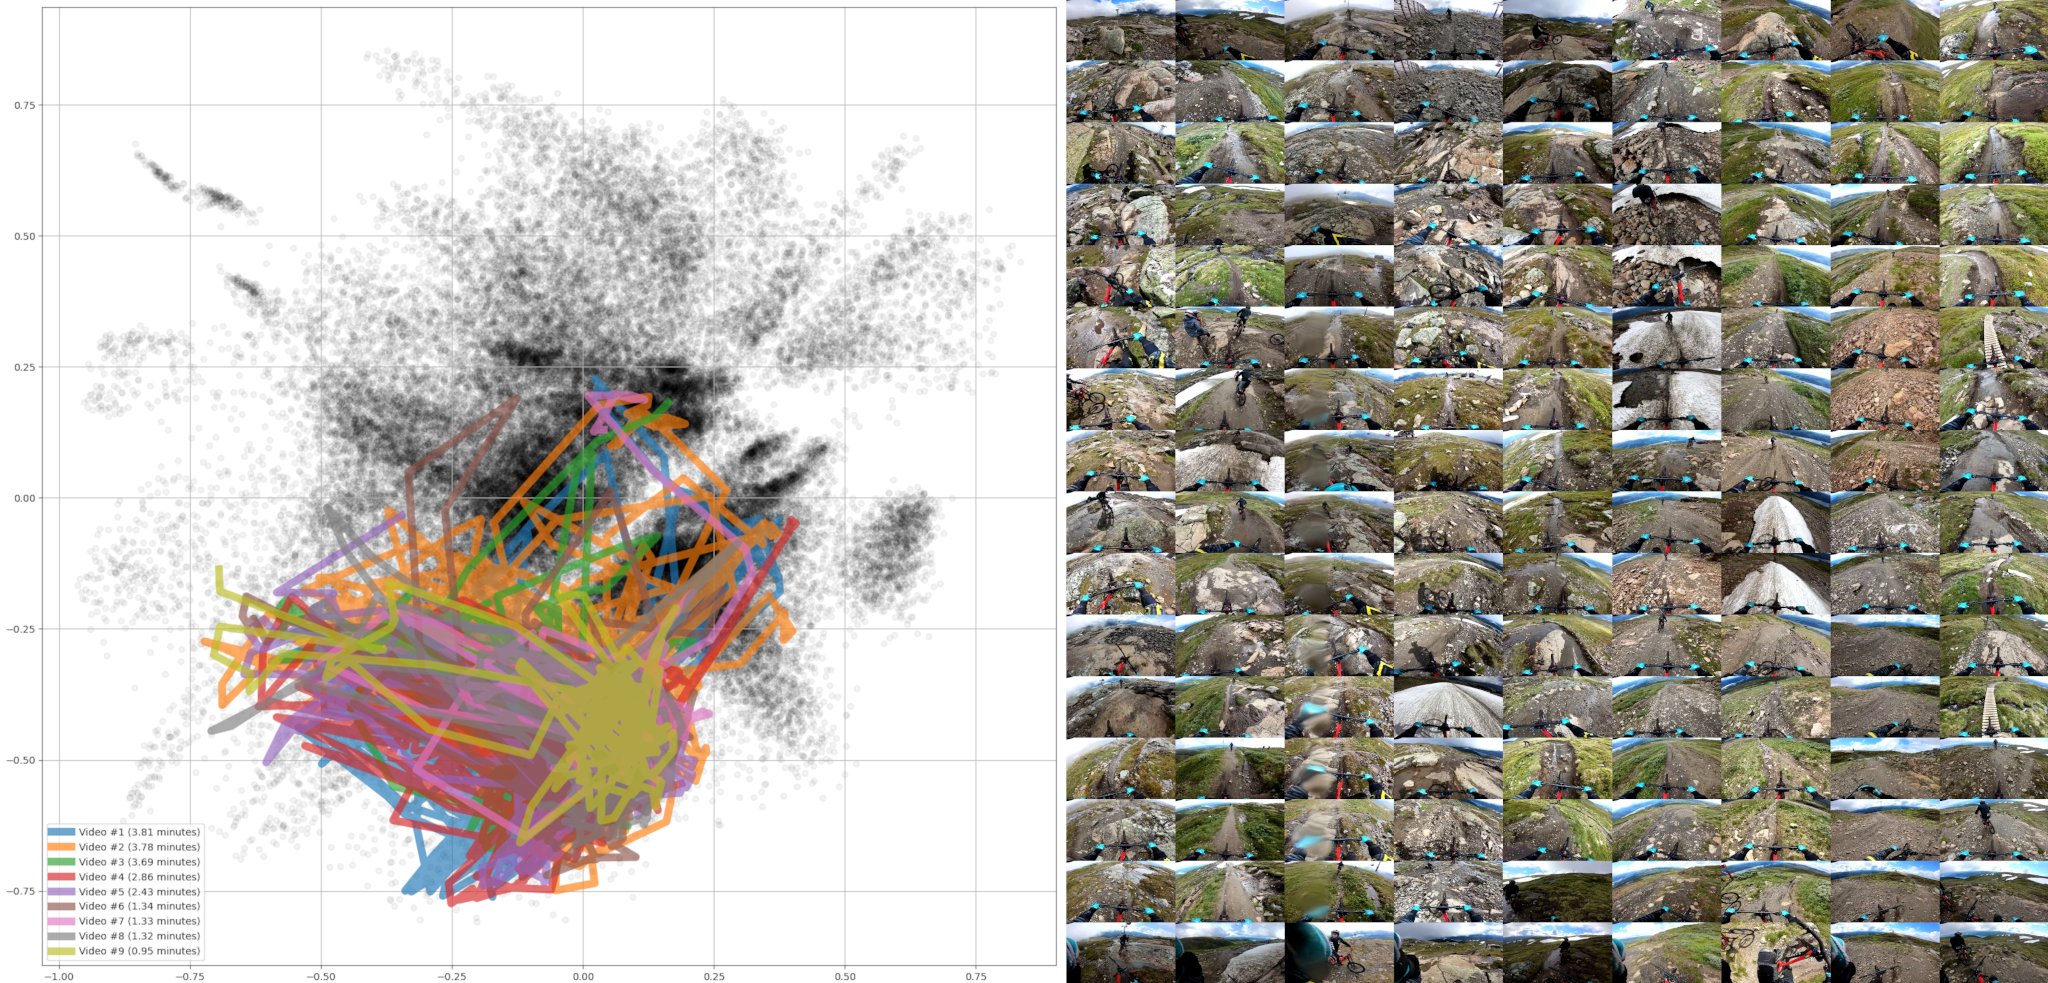 0.75
0.50
0.25
0.00
−0.25
−0.50
−0.75
Video #1 (3.81 minutes)
Video #2 (3.78 minutes)
Video #3 (3.69 minutes)
Video #4 (2.86 minutes)
Video #5 (2.43 minutes)
Video #6 (1.34 minutes)
Video #7 (1.33 minutes)
Video #8 (1.32 minutes)
Video #9 (0.95 minutes)
−1.00 −0.75 −0.50 −0.25 0.00 0.25 0.50 0.75